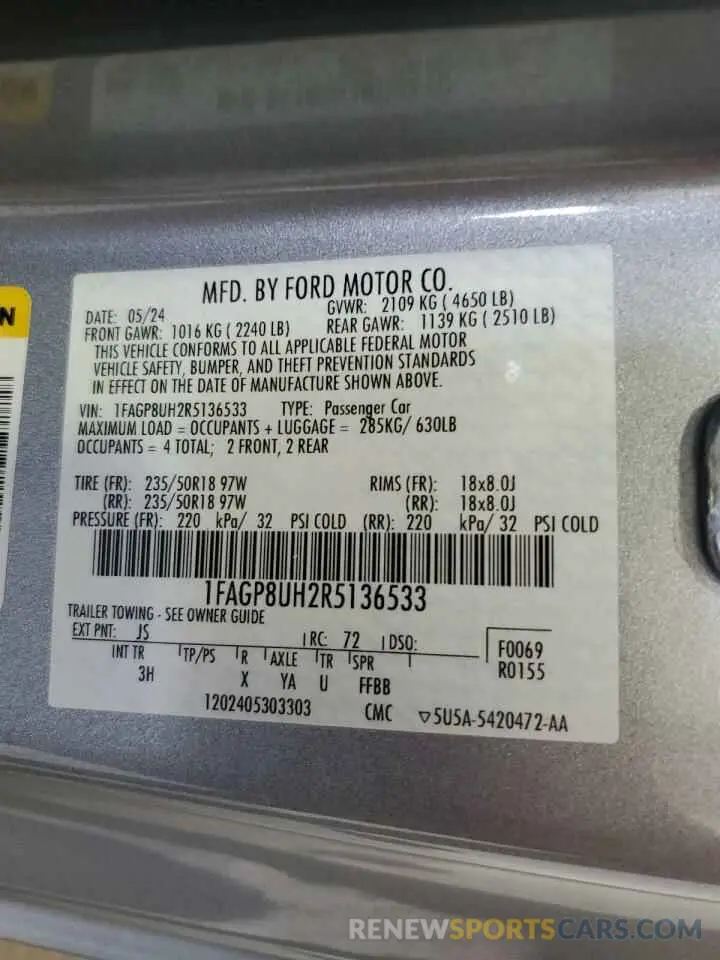 N
MFD. BY FORD MOTOR CO.
DATE: 05/24 GVWR: 2109 KG ( 4650 LB)
FRONT GAWR: 1016 KG ( 2240 LB) REAR GAWR: 1139 KG ( 2510 LB)
THIS VEHICLE CONFORMS TO ALL APPLICABLE FEDERAL MOTOR
VEHICLE SAFETY, BUMPER, AND THEFT PREVENTION STANDARDS
IN EFFECT ON THE DATE OF MANUFACTURE SHOWN ABOVE.
VIN: 1FAGP8UH2R5136533 TYPE: Passenger Car
MAXIMUM LOAD = OCCUPANTS + LUGGAGE = 285KG/ 630LB
OCCUPANTS = 4 TOTAL; 2 FRONT, 2 REAR
TIRE (FR): 235/50R18 97W RIMS (FR): 18x8.0J
(RR): 235/50R18 97W (RR): 18x8.0J
PRESSURE (FR): 220 kPa/ 32 PSI COLD (RR): 220 kPa/ 32 PSI COLD
1FAGP8UH2R5136533
TRAILER TOWING - SEE OWNER GUIDE
EXT PNT: JS RC: 72 DSO: F0069
INT TR TP/PS R AXLE TR SPR R0155
3H X YA U FFBB
1202405303303 CMC ▽5U5A-5420472-AA
RENEWSPORTSCARS.COM